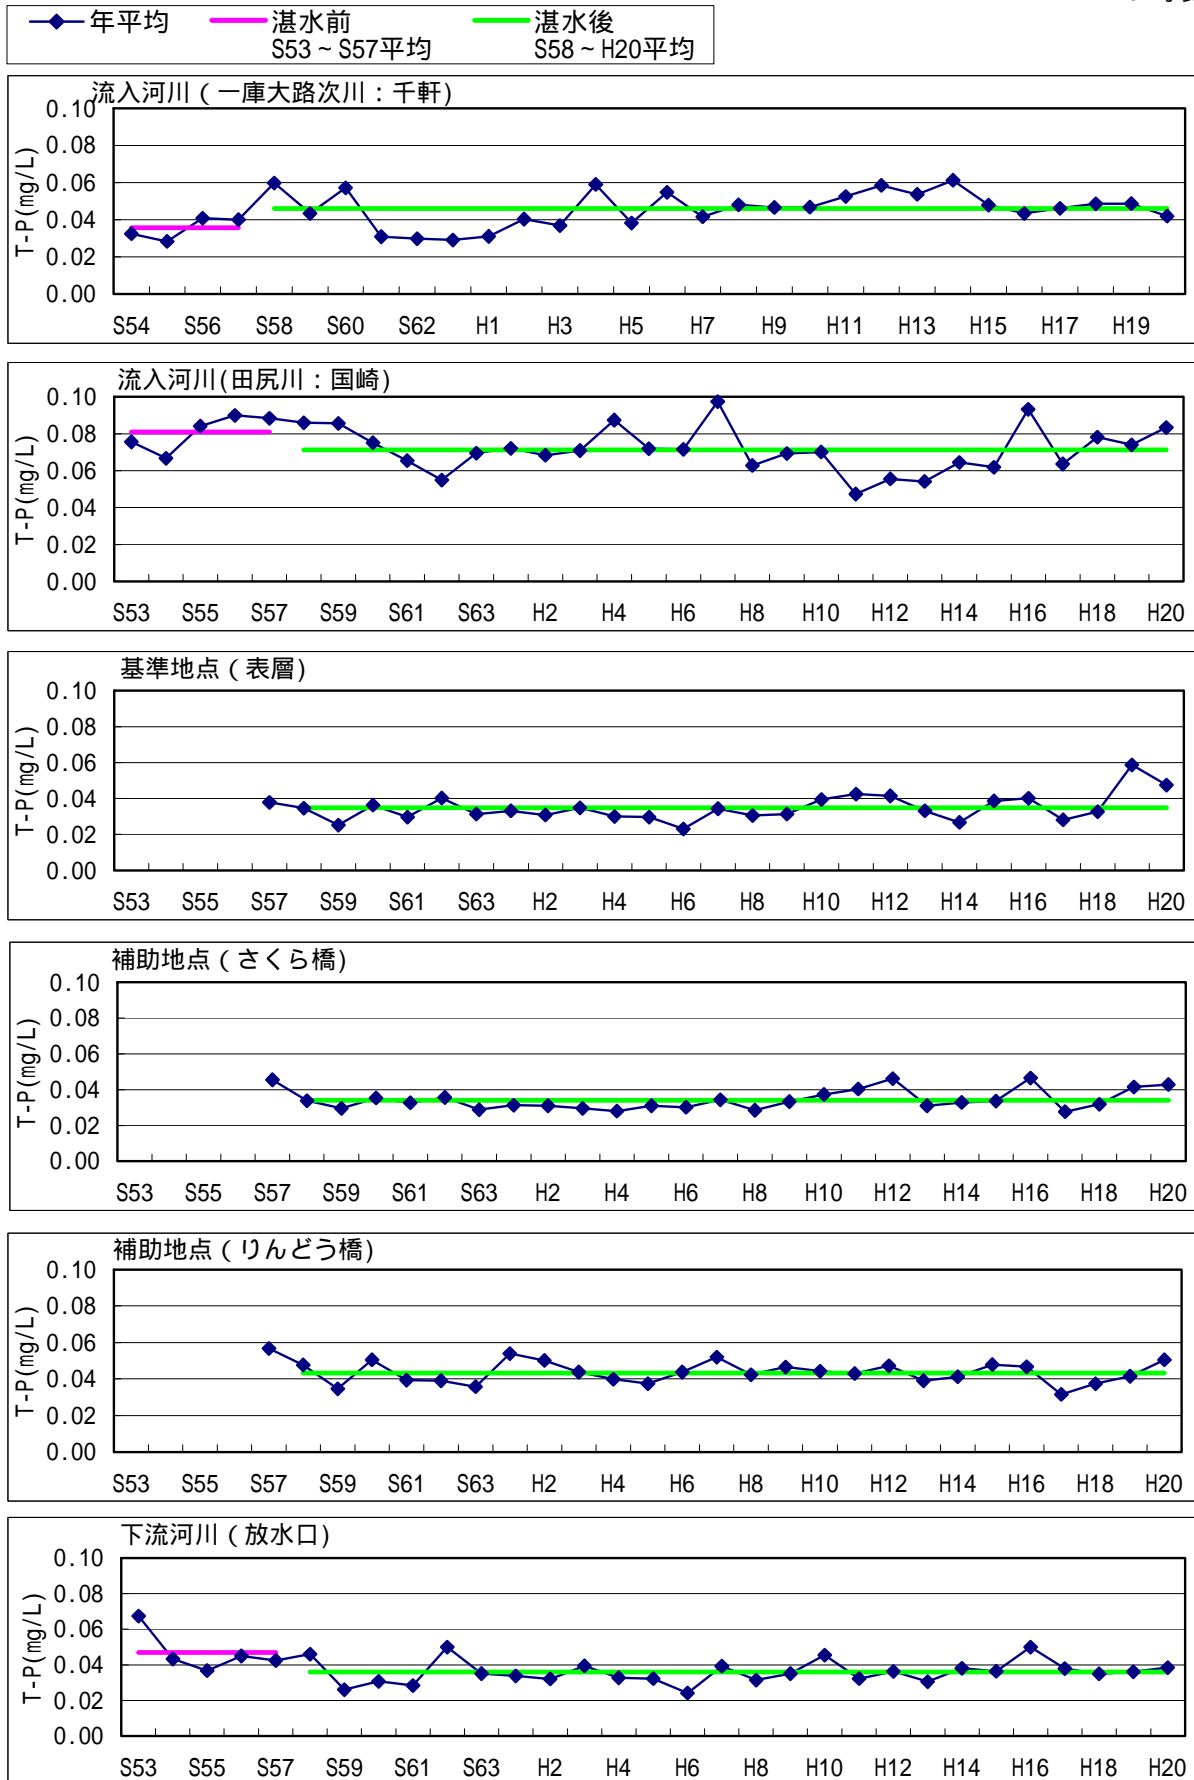 年平均 湛水前 湛水後
S53～S57平均 S58～H20平均
流入河川（一庫大路次川：千軒)
T-P(mg/L)
0.10
0.08
0.06
0.04
0.02
0.00
S54 S56 S58 S60 S62 H1 H3 H5 H7 H9 H11 H13 H15 H17 H19
流入河川(田尻川：国崎)
T-P(mg/L)
0.10
0.08
0.06
0.04
0.02
0.00
S53 S55 S57 S59 S61 S63 H2 H4 H6 H8 H10 H12 H14 H16 H18 H20
基準地点（表層)
T-P(mg/L)
0.10
0.08
0.06
0.04
0.02
0.00
S53 S55 S57 S59 S61 S63 H2 H4 H6 H8 H10 H12 H14 H16 H18 H20
補助地点（さくら橋)
T-P(mg/L)
0.10
0.08
0.06
0.04
0.02
0.00
S53 S55 S57 S59 S61 S63 H2 H4 H6 H8 H10 H12 H14 H16 H18 H20
補助地点（りんどう橋)
T-P(mg/L)
0.10
0.08
0.06
0.04
0.02
0.00
S53 S55 S57 S59 S61 S63 H2 H4 H6 H8 H10 H12 H14 H16 H18 H20
下流河川（放水口)
T-P(mg/L)
0.10
0.08
0.06
0.04
0.02
0.00
S53 S55 S57 S59 S61 S63 H2 H4 H6 H8 H10 H12 H14 H16 H18 H20